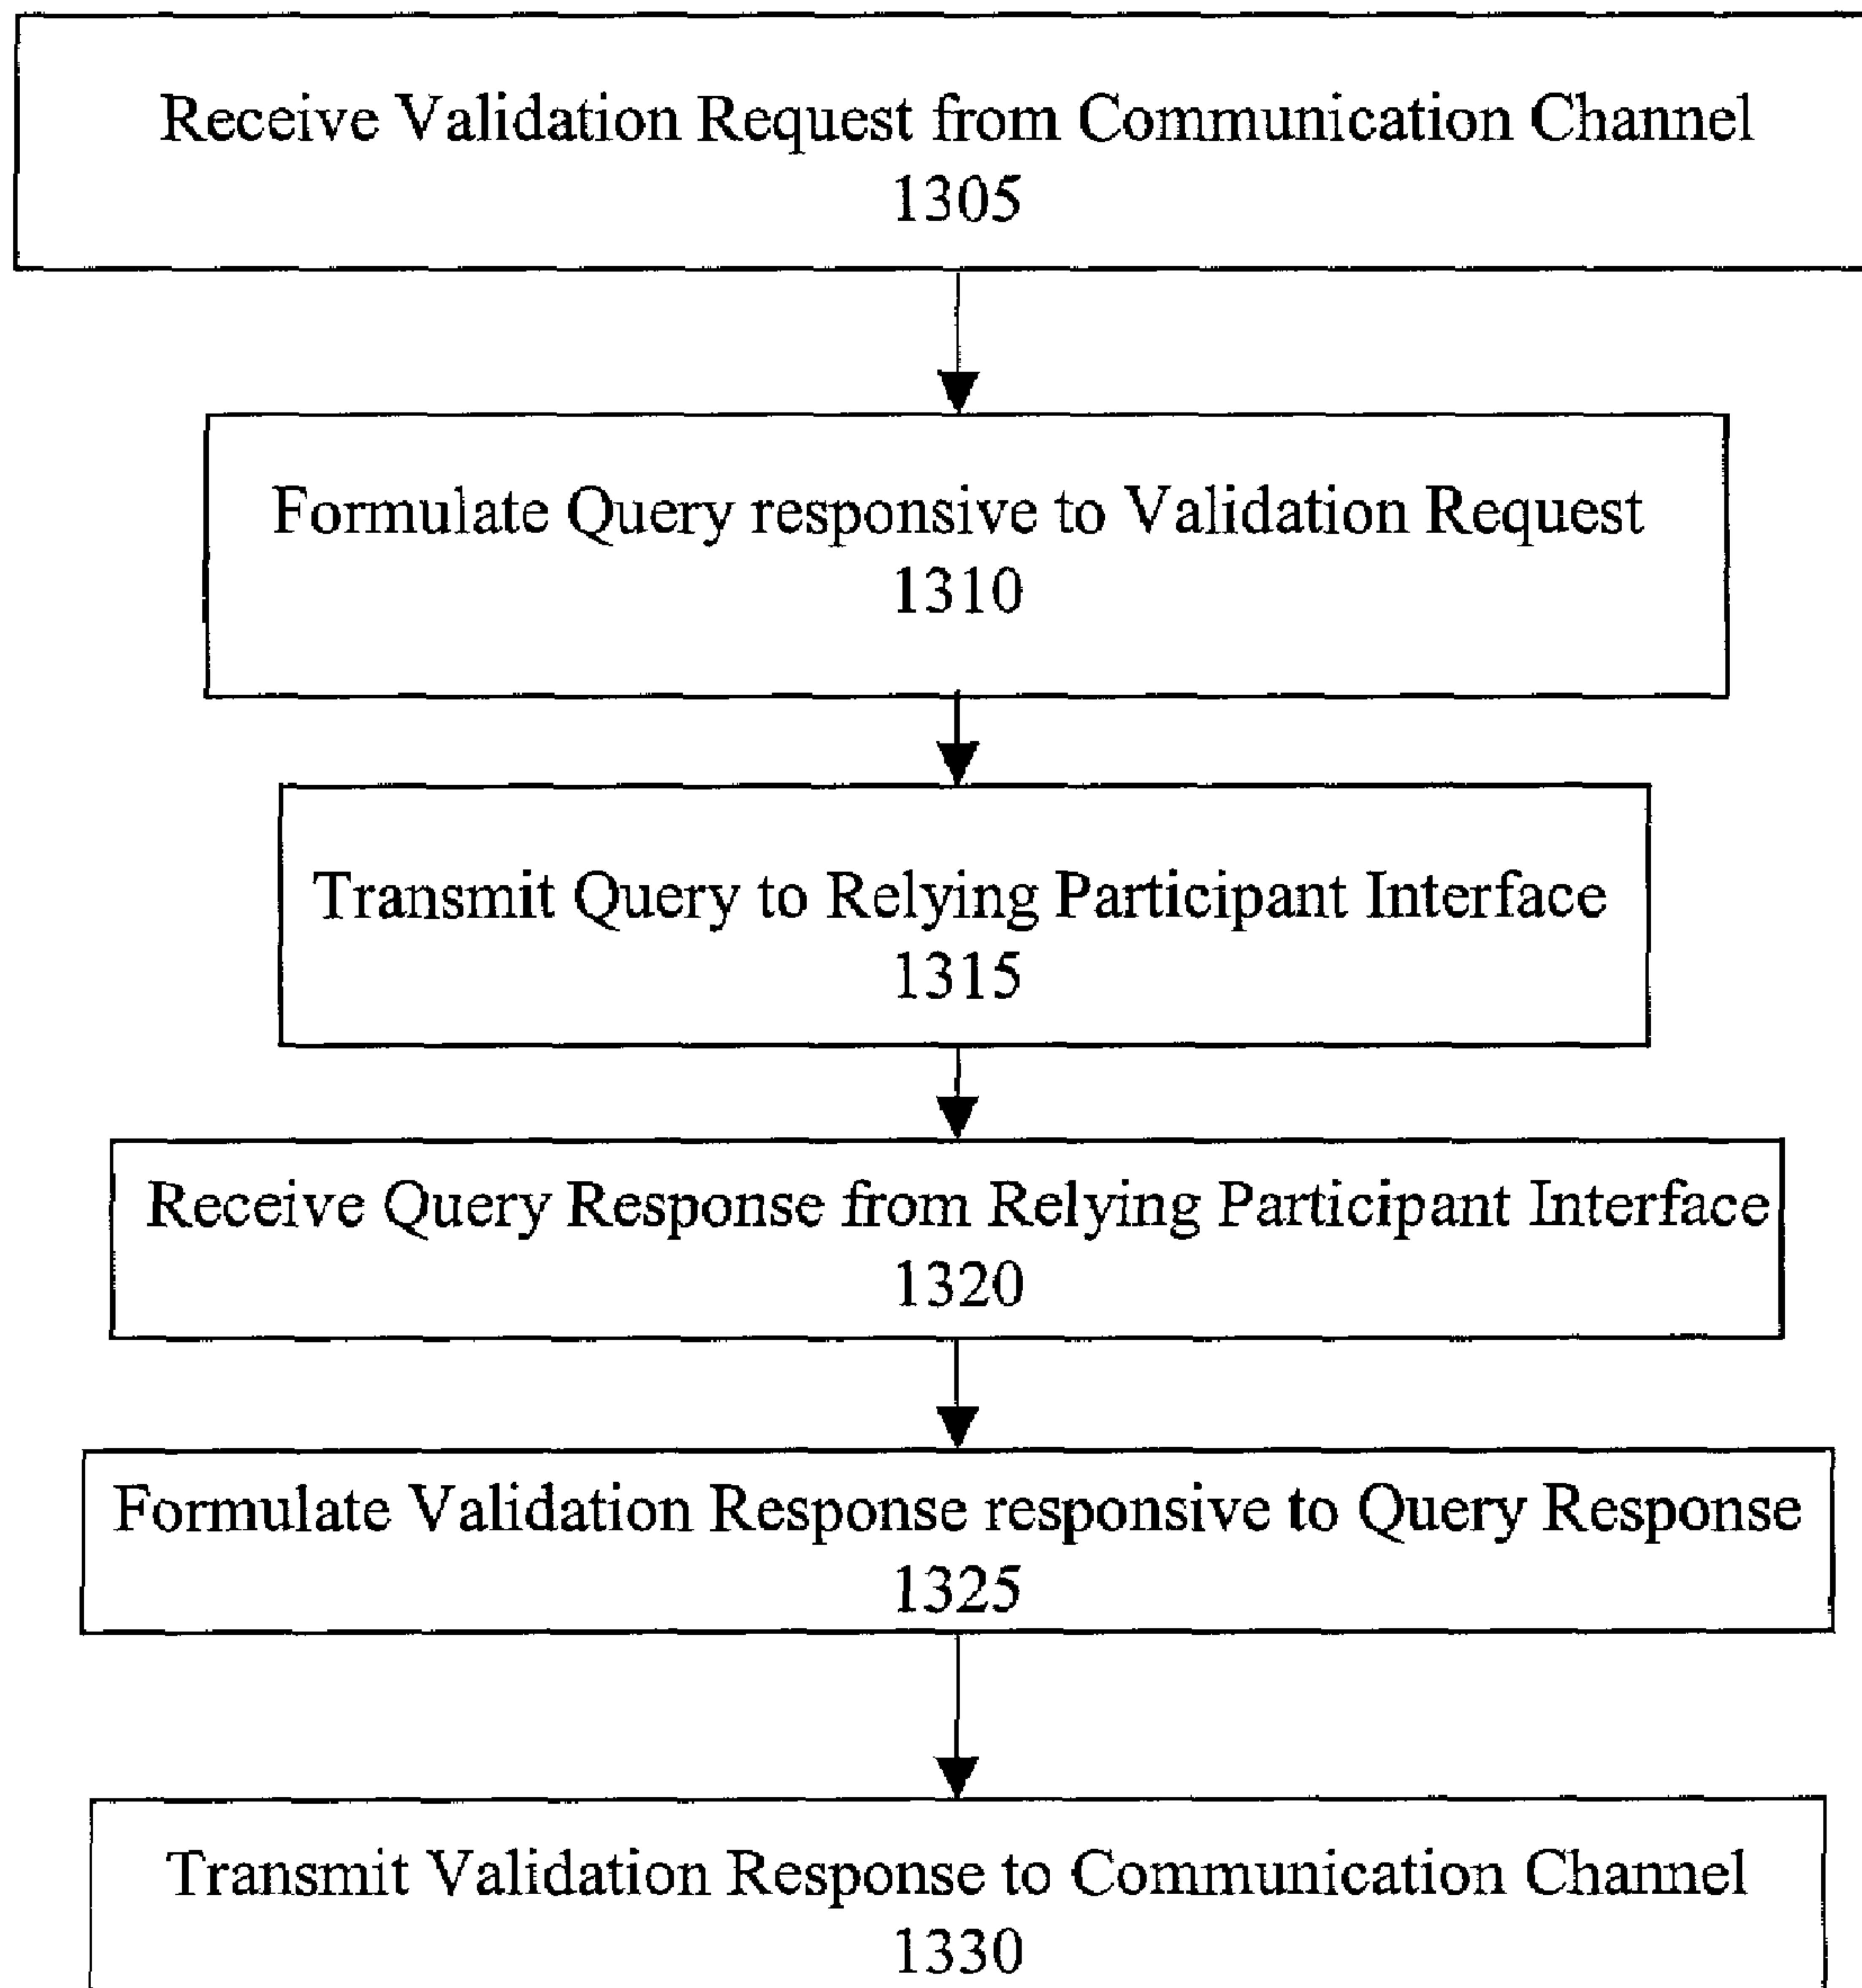 Receive Validation Request from Communication Channel
1305
Formulate Query responsive to Validation Request
1310
Transmit Query to Relying Participant Interface
1315
Receive Query Response from Relying Participant Interface
1320
Formulate Validation Response responsive to Query Response
1325
Transmit Validation Response to Communication Channel
1330